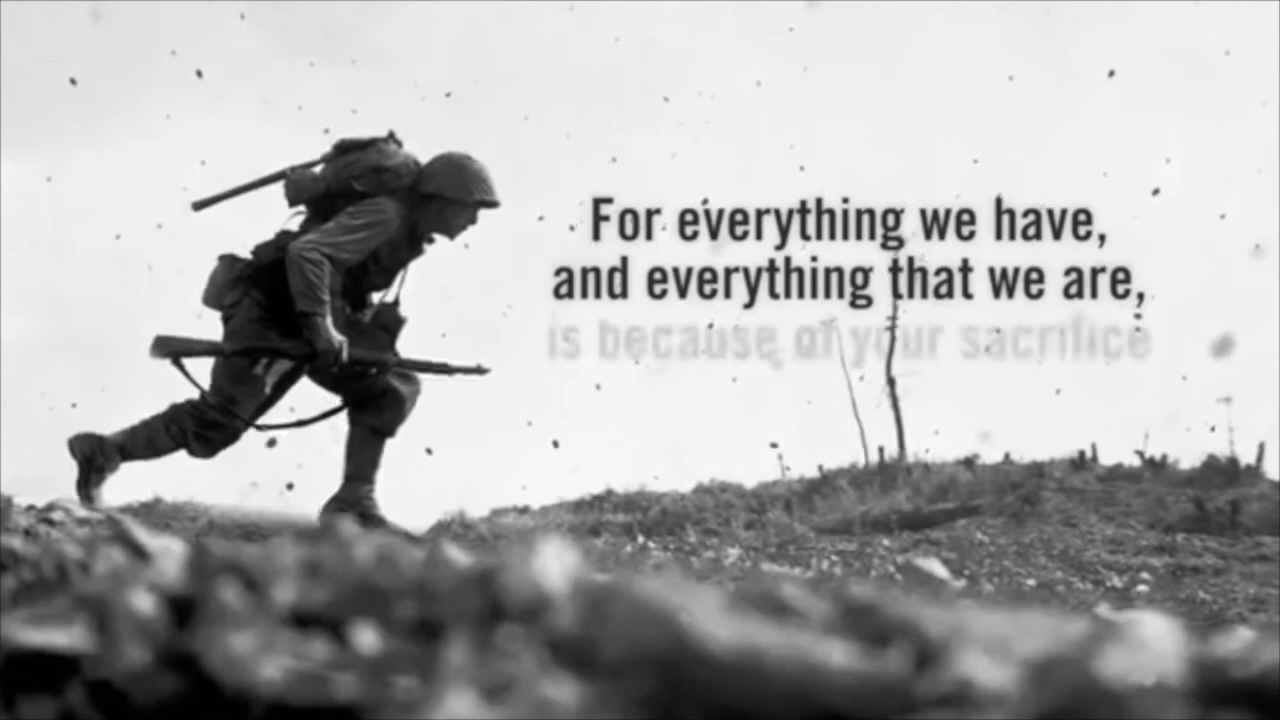 For everything we have,
and everything that we are,
is because of your sacrifice